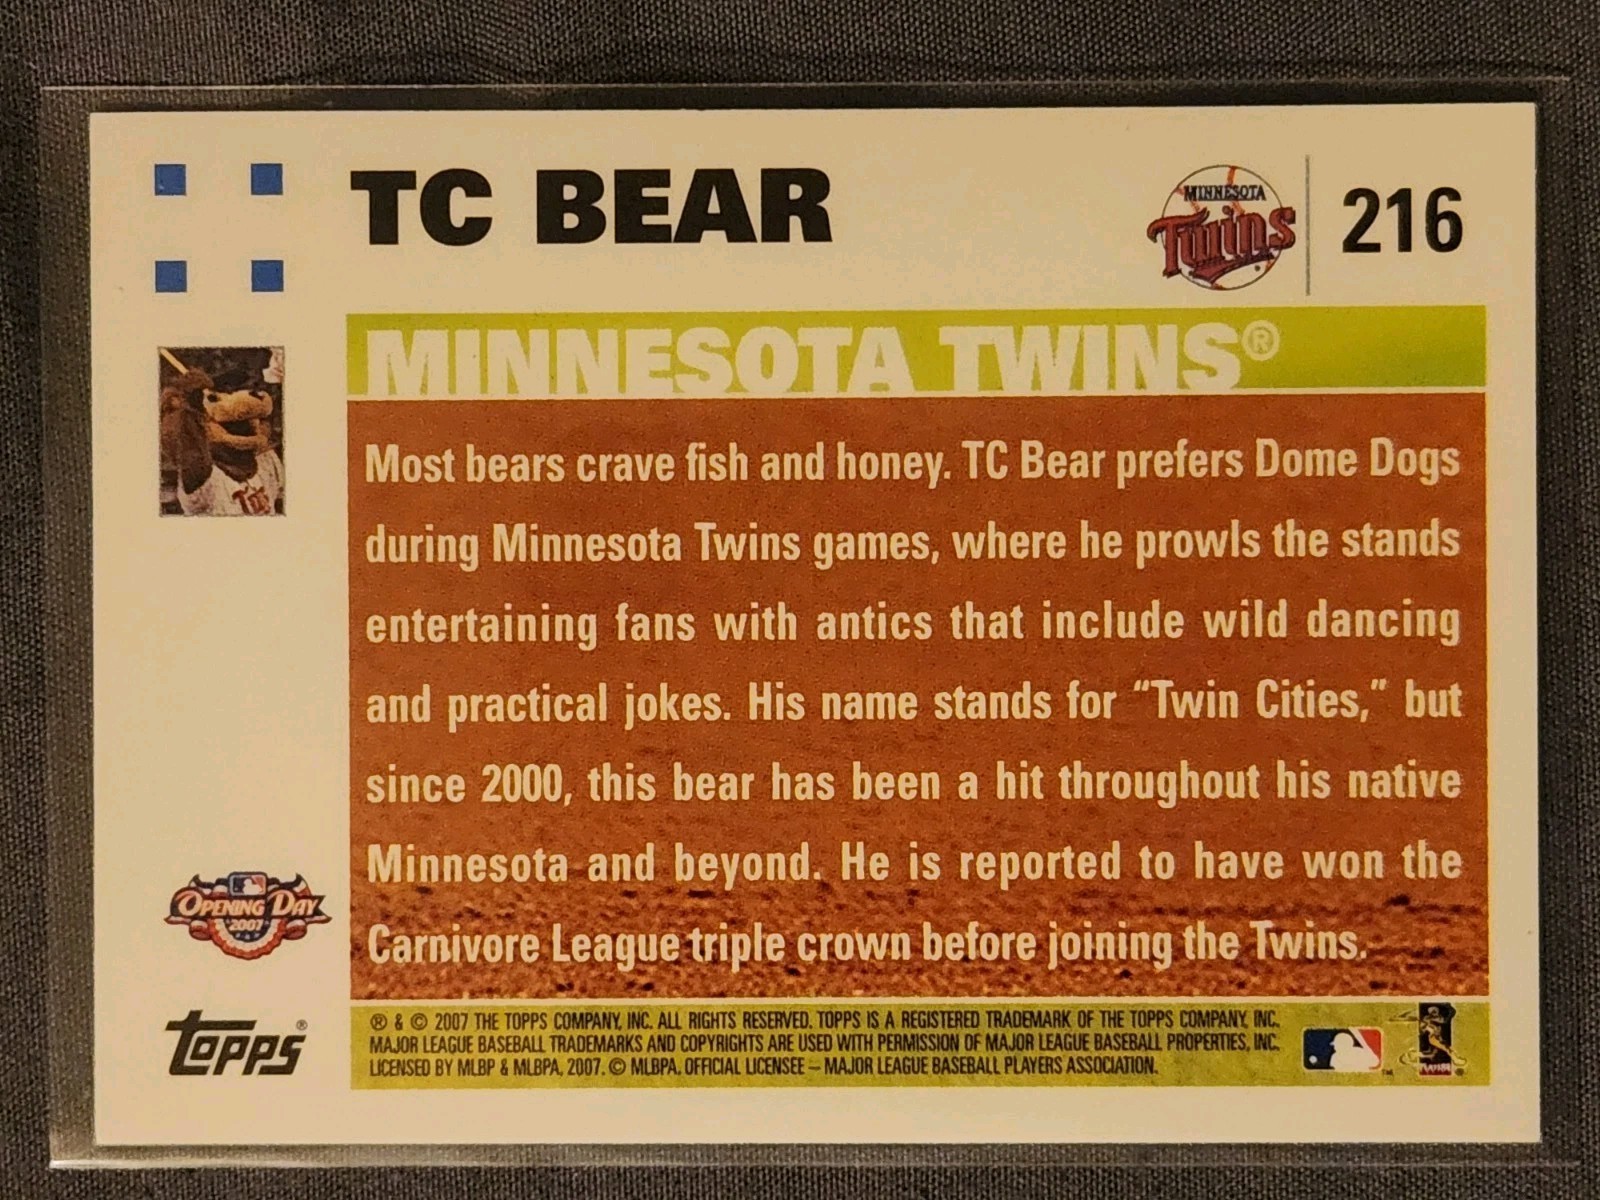 TC BEAR
MINNESOTA
Twins
216
MINNESOTA TWINS®
Most bears crave fish and honey. TC Bear prefers Dome Dogs
during Minnesota Twins games, where he prowls the stands
entertaining fans with antics that include wild dancing
and practical jokes. His name stands for “Twin Cities,” but
since 2000, this bear has been a hit throughout his native
Minnesota and beyond. He is reported to have won the
Carnivore League triple crown before joining the Twins.
OPENING DAY
2007
topps®
® & © 2007 THE TOPPS COMPANY, INC. ALL RIGHTS RESERVED. TOPPS IS A REGISTERED TRADEMARK OF THE TOPPS COMPANY, INC.
MAJOR LEAGUE BASEBALL TRADEMARKS AND COPYRIGHTS ARE USED WITH PERMISSION OF MAJOR LEAGUE BASEBALL PROPERTIES, INC.
LICENSED BY MLBP & MLBPA, 2007. © MLBPA. OFFICIAL LICENSEE – MAJOR LEAGUE BASEBALL PLAYERS ASSOCIATION.